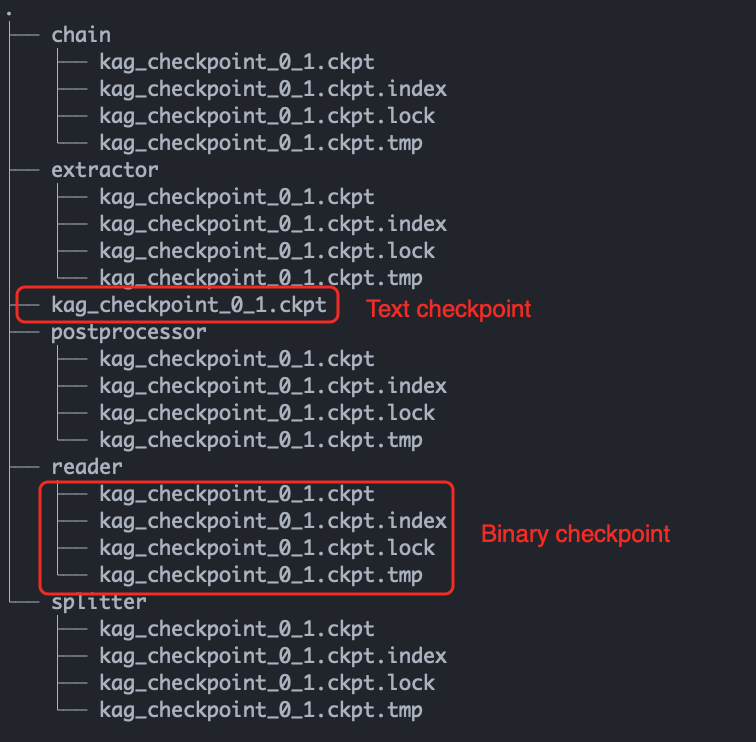 .
chain
kag_checkpoint_0_1.ckpt
kag_checkpoint_0_1.ckpt.index
kag_checkpoint_0_1.ckpt.lock
kag_checkpoint_0_1.ckpt.tmp
extractor
kag_checkpoint_0_1.ckpt
kag_checkpoint_0_1.ckpt.index
kag_checkpoint_0_1.ckpt.lock
kag_checkpoint_0_1.ckpt.tmp
kag_checkpoint_0_1.ckpt Text checkpoint
postprocessor
kag_checkpoint_0_1.ckpt
kag_checkpoint_0_1.ckpt.index
kag_checkpoint_0_1.ckpt.lock
kag_checkpoint_0_1.ckpt.tmp
reader
kag_checkpoint_0_1.ckpt
kag_checkpoint_0_1.ckpt.index
kag_checkpoint_0_1.ckpt.lock
kag_checkpoint_0_1.ckpt.tmp
Binary checkpoint
splitter
kag_checkpoint_0_1.ckpt
kag_checkpoint_0_1.ckpt.index
kag_checkpoint_0_1.ckpt.lock
kag_checkpoint_0_1.ckpt.tmp